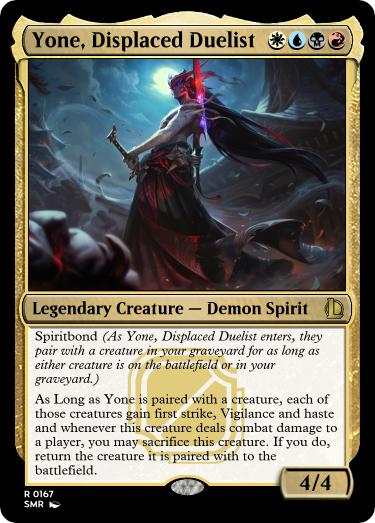 Yone, Displaced Duelist
Legendary Creature — Demon Spirit
Spiritbond (As Yone, Displaced Duelist enters, they
pair with a creature in your graveyard for as long as
either creature is on the battlefield or in your
graveyard.)
As Long as Yone is paired with a creature, each of
those creatures gain first strike, Vigilance and haste
and whenever this creature deals combat damage to
a player, you may sacrifice this creature. If you do,
return the creature it is paired with to the
battlefield.
4/4
R 0167
SMR